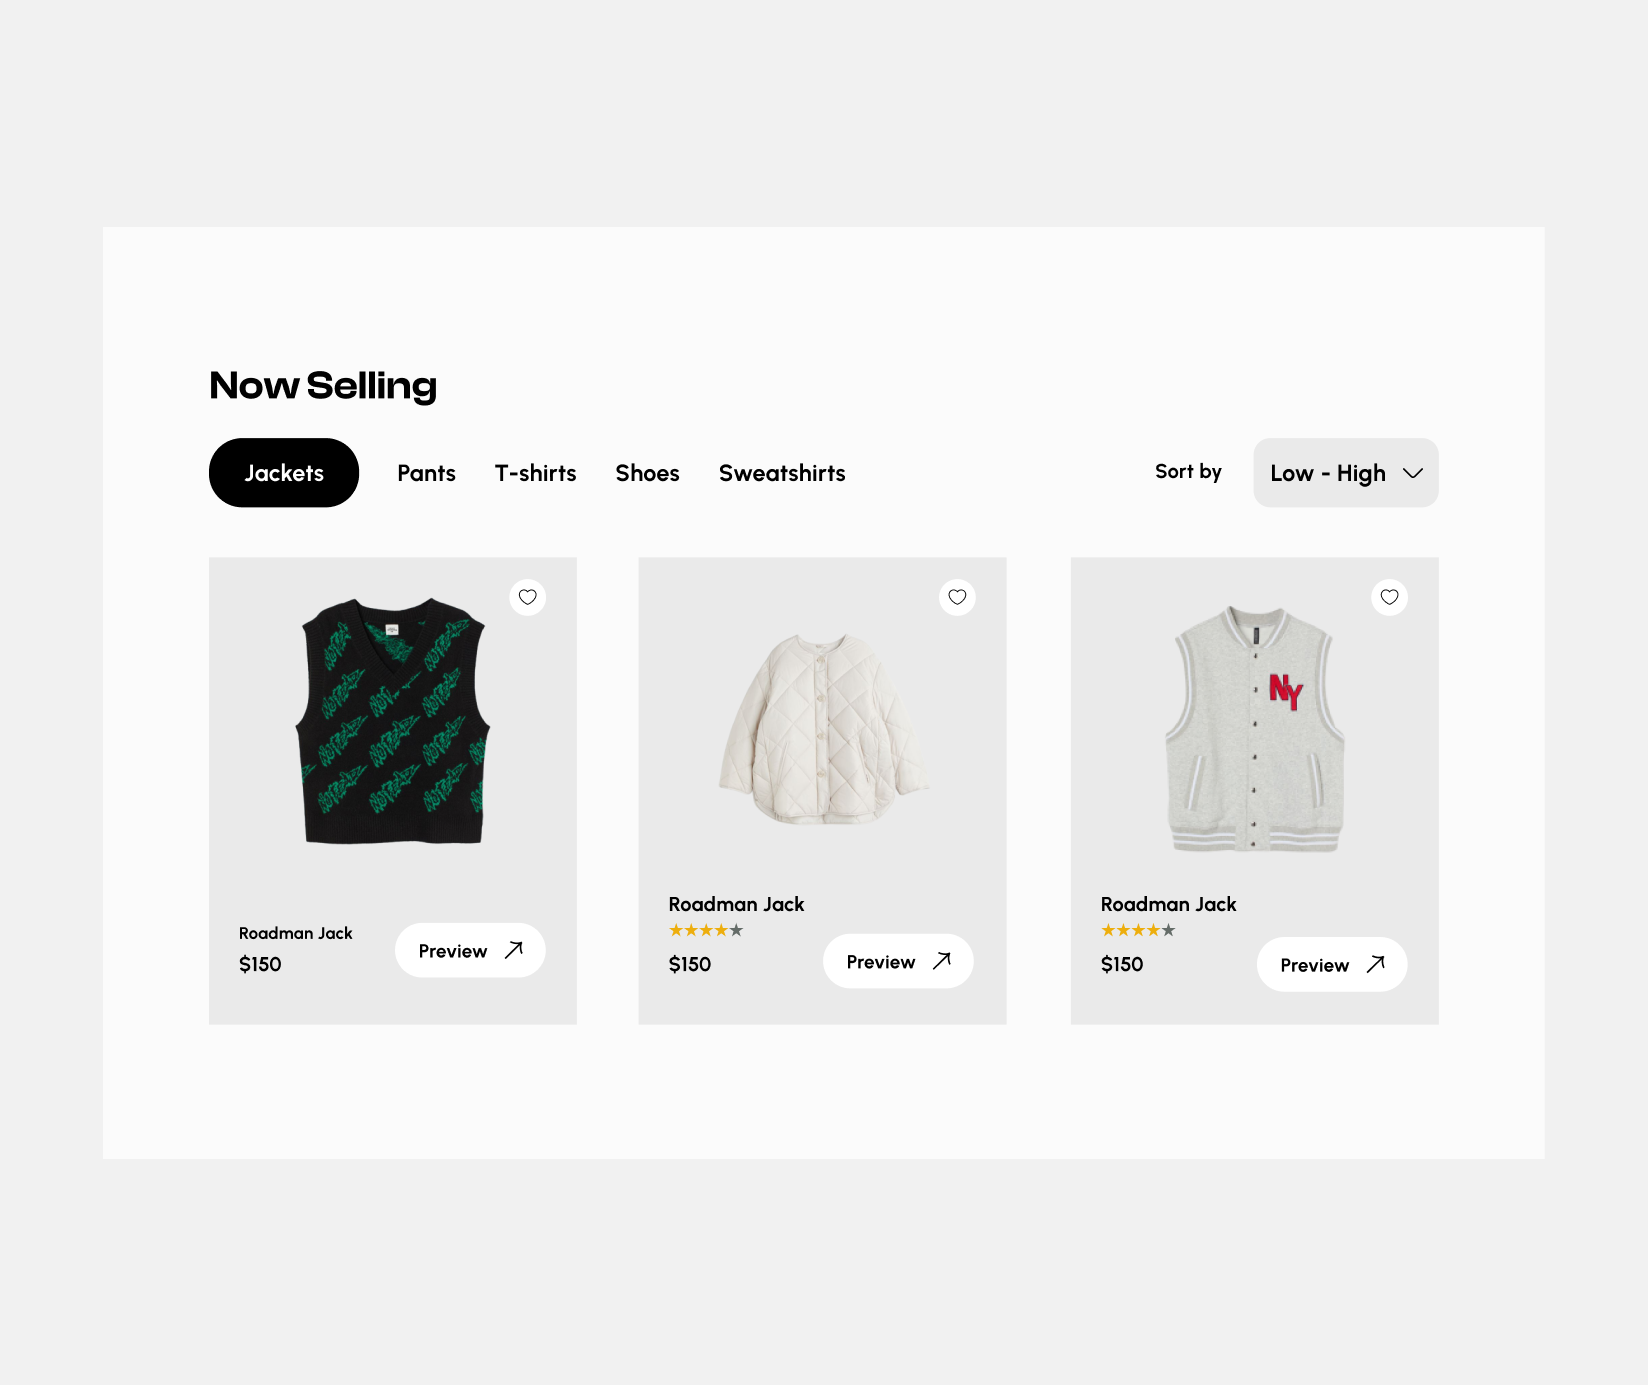 Now Selling
Jackets
Pants
T-shirts
Shoes
Sweatshirts
Sort by
Low - High
NY
Roadman Jack
$150
Preview
Roadman Jack
$150
Preview
Roadman Jack
$150
Preview